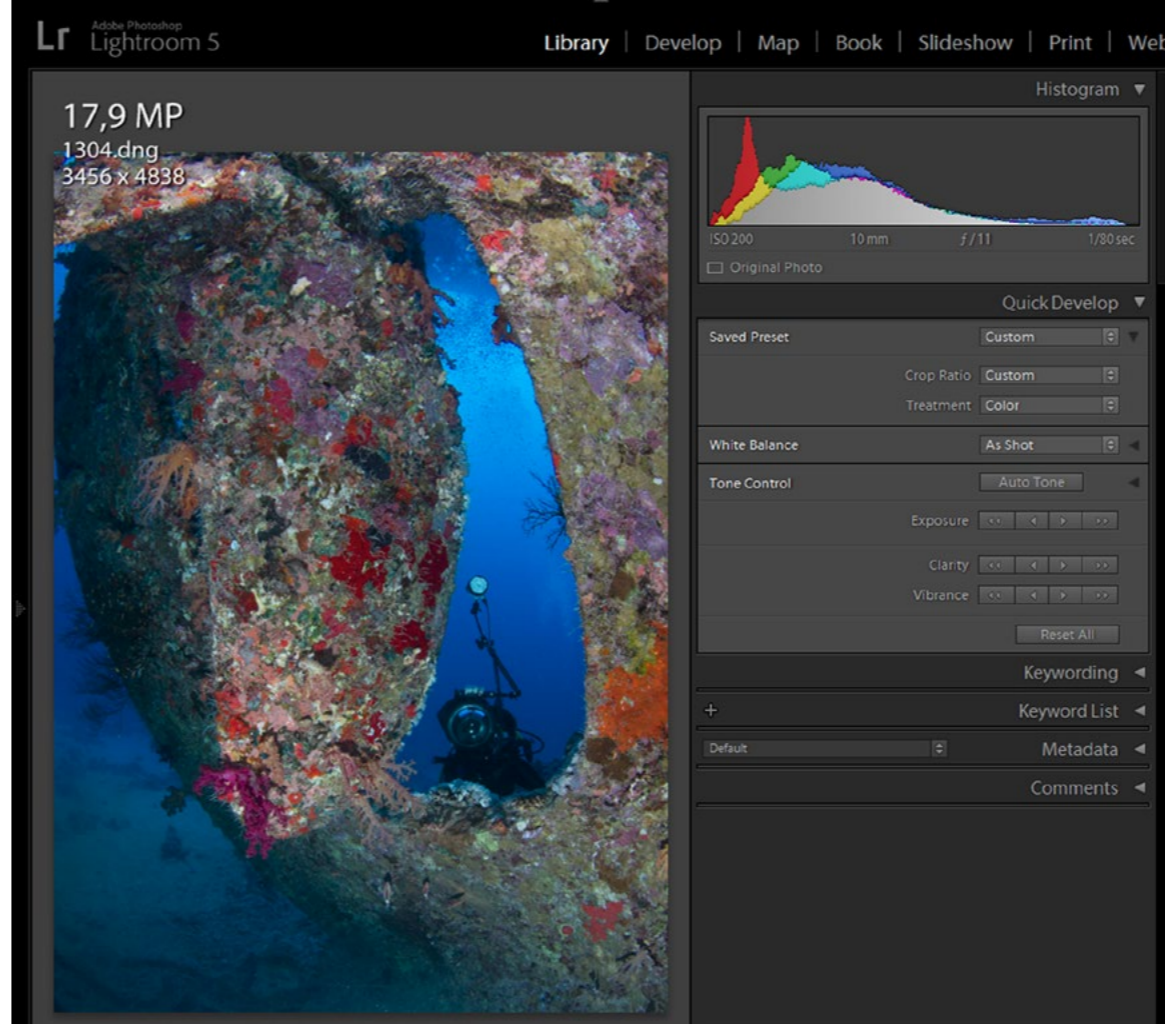 Lr
Adobe Photoshop
Lightroom 5
Library | Develop | Map | Book | Slideshow | Print | Web
17,9 MP
1304.dng
3456 x 4838
Histogram
ISO 200 10 mm ƒ/11 1/80 sec
Original Photo
Quick Develop
Saved Preset Custom
Crop Ratio Custom
Treatment Color
White Balance As Shot
Tone Control Auto Tone
Exposure
Clarity
Vibrance
Reset All
Keywording
+ Keyword List
Default Metadata
Comments